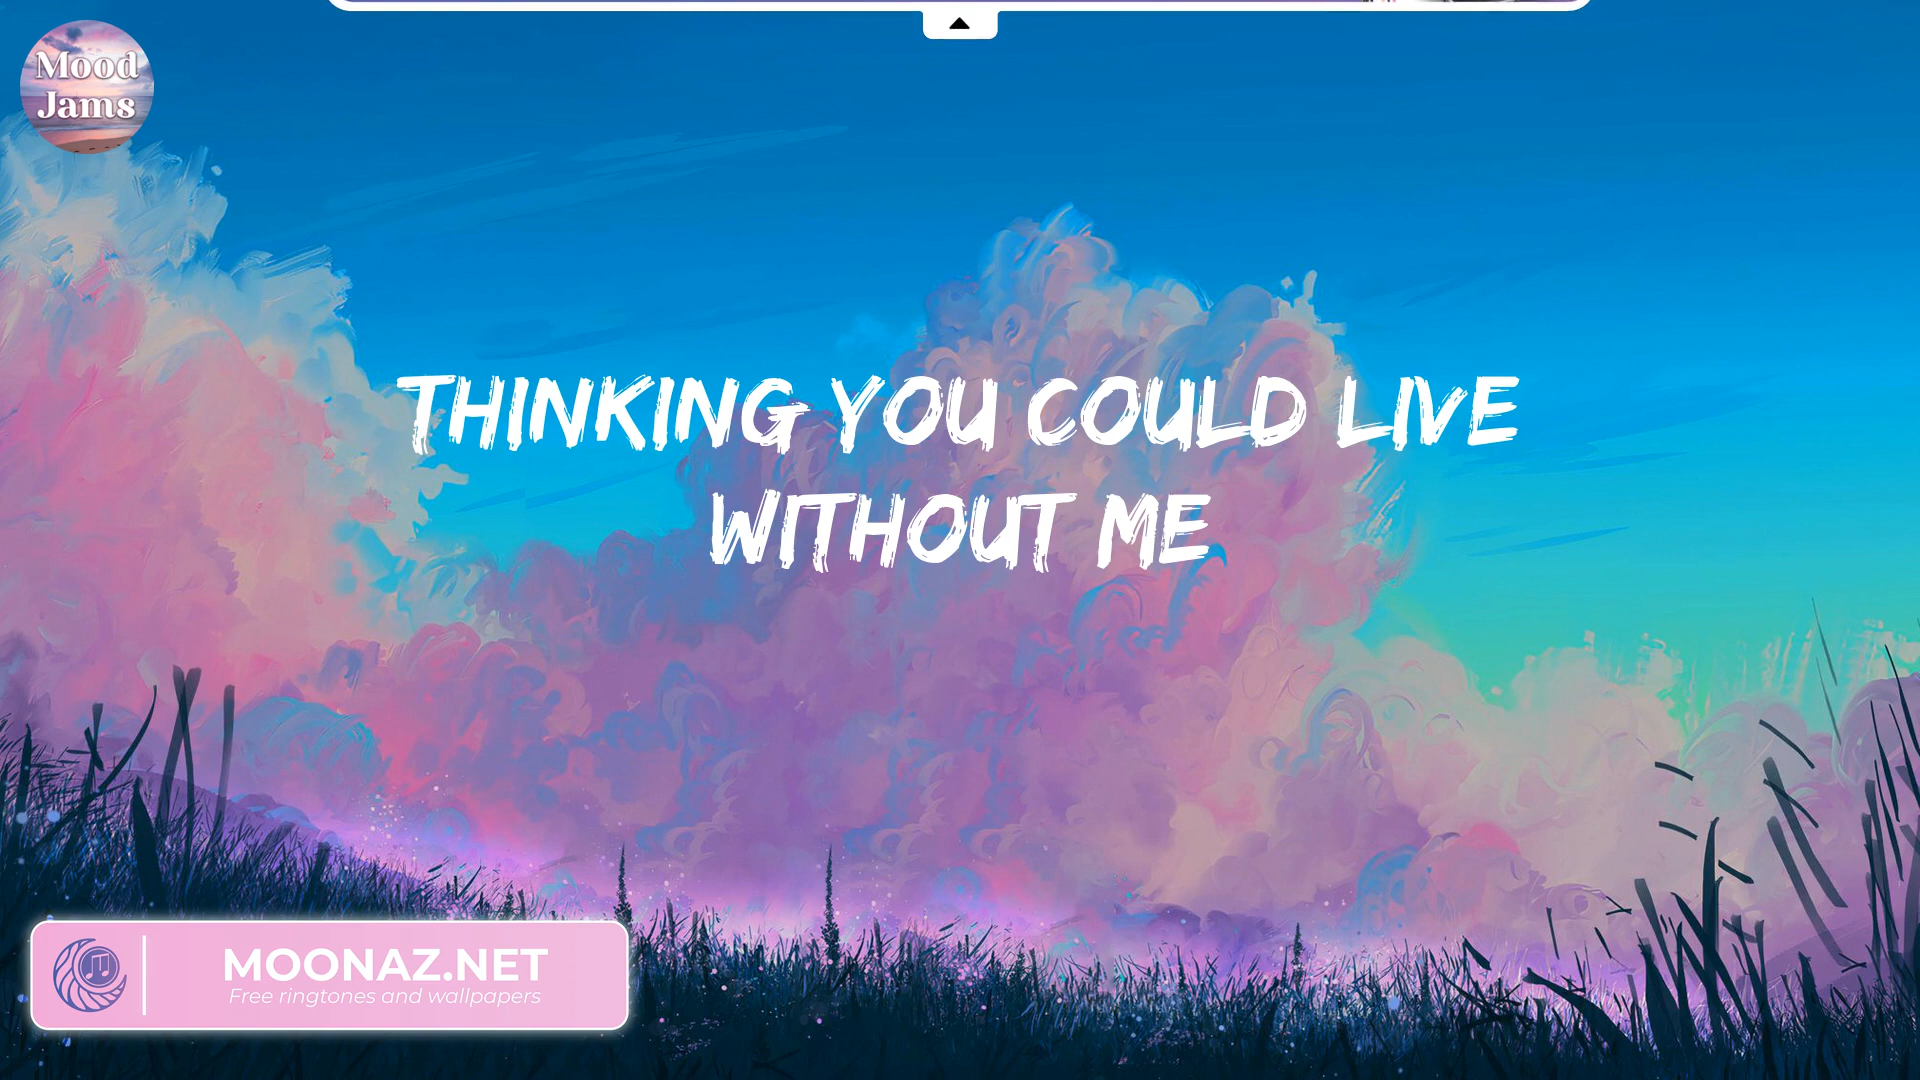 Mood
Jams
THINKING YOU COULD LIVE
WITHOUT ME
MOONAZ.NET
Free ringtones and wallpapers